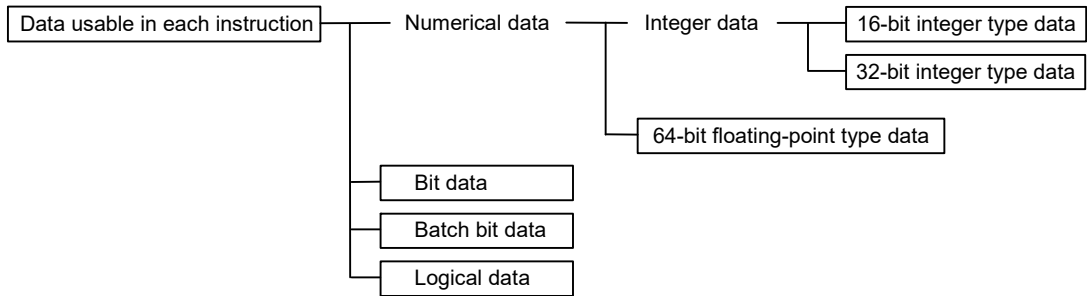 Data usable in each instruction
Numerical data
Integer data
16-bit integer type data
32-bit integer type data
64-bit floating-point type data
Bit data
Batch bit data
Logical data